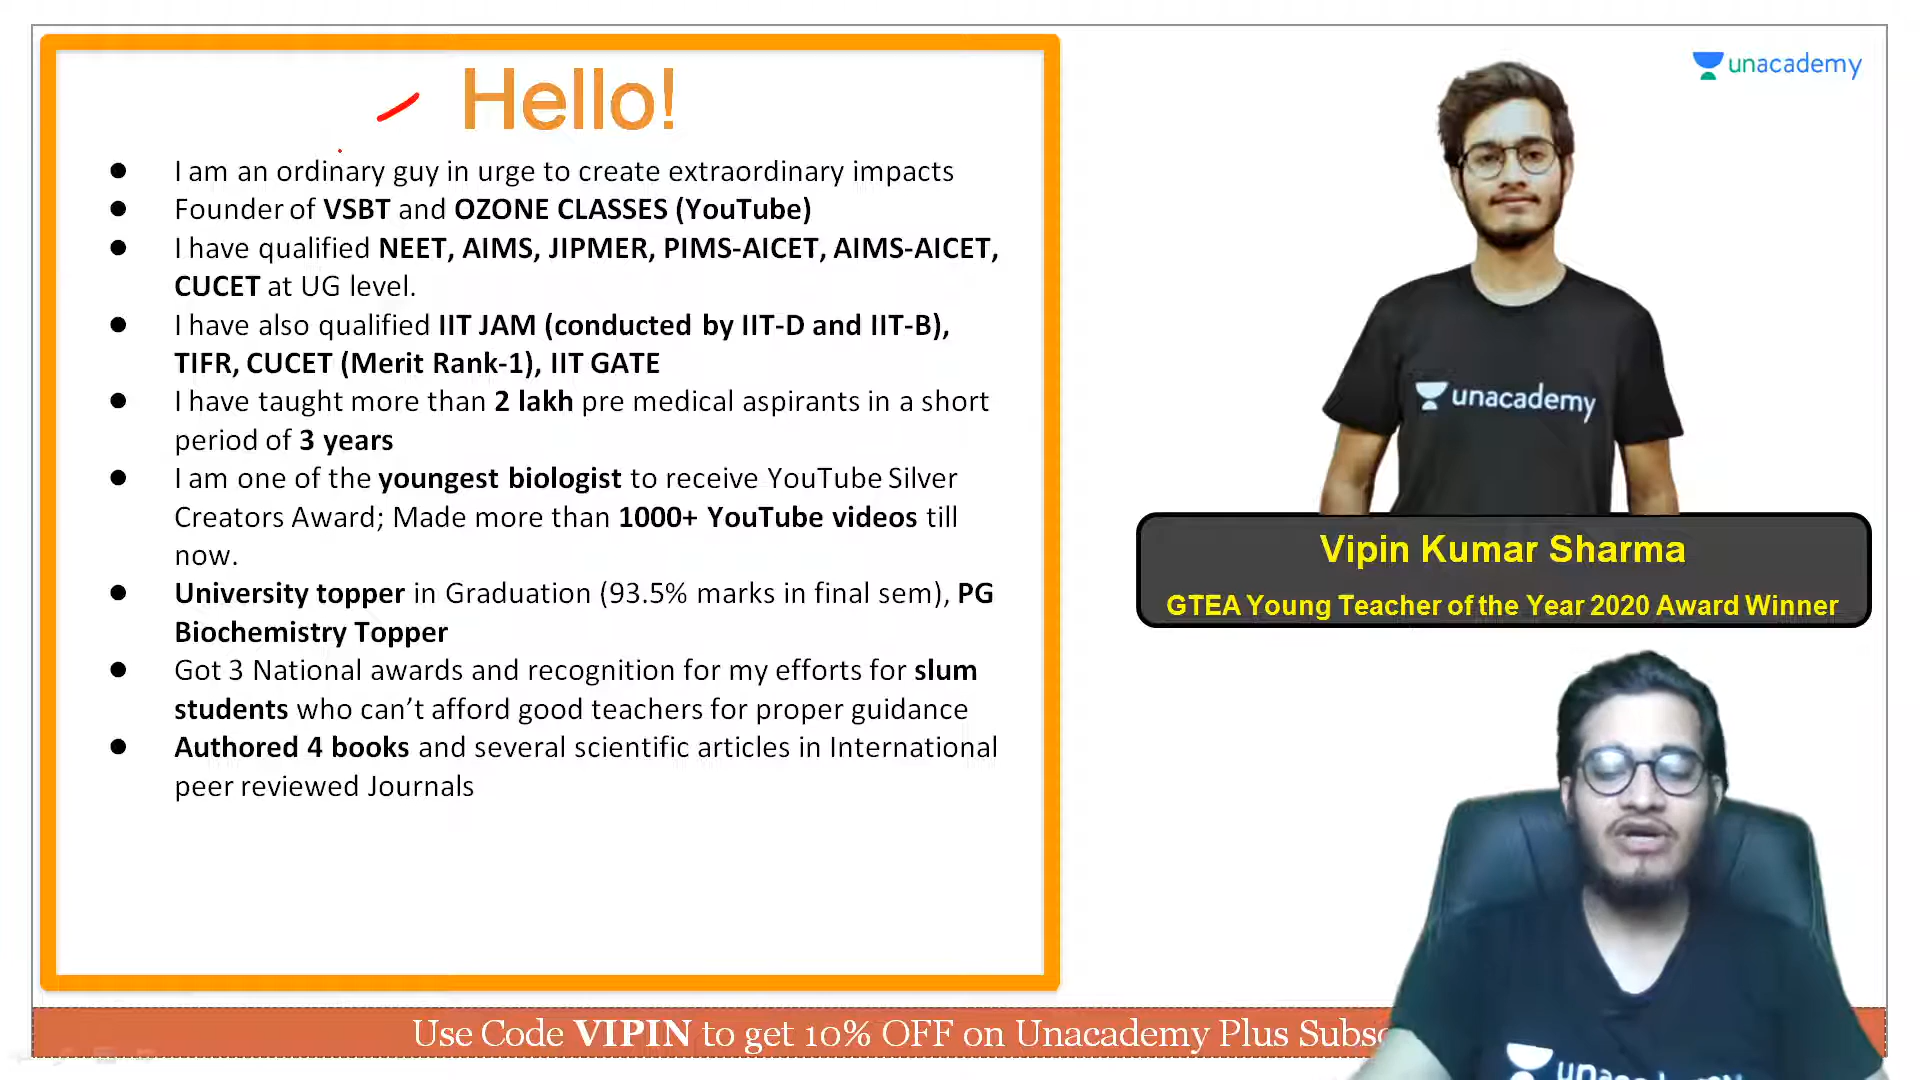 Hello!
● I am an ordinary guy in urge to create extraordinary impacts
● Founder of VSBT and OZONE CLASSES (YouTube)
● I have qualified NEET, AIMS, JIPMER, PIMS-AICET, AIMS-AICET,
CUCET at UG level.
● I have also qualified IIT JAM (conducted by IIT-D and IIT-B),
TIFR, CUCET (Merit Rank-1), IIT GATE
● I have taught more than 2 lakh pre medical aspirants in a short
period of 3 years
● I am one of the youngest biologist to receive YouTube Silver
Creators Award; Made more than 1000+ YouTube videos till
now.
● University topper in Graduation (93.5% marks in final sem), PG
Biochemistry Topper
● Got 3 National awards and recognition for my efforts for slum
students who can’t afford good teachers for proper guidance
● Authored 4 books and several scientific articles in International
peer reviewed Journals
unacademy
unacademy
Vipin Kumar Sharma
GTEA Young Teacher of the Year 2020 Award Winner
Use Code VIPIN to get 10% OFF on Unacademy Plus